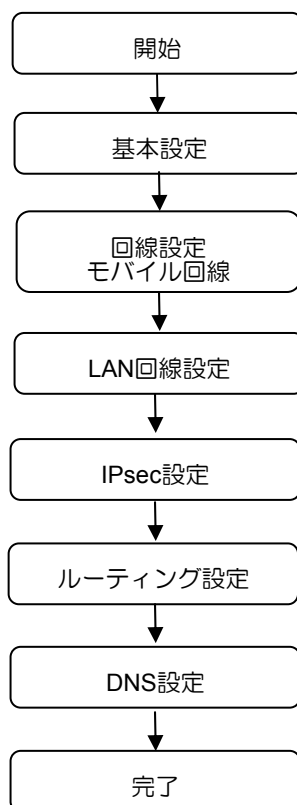 開始
基本設定
回線設定
モバイル回線
LAN回線設定
IPsec設定
ルーティング設定
DNS設定
完了